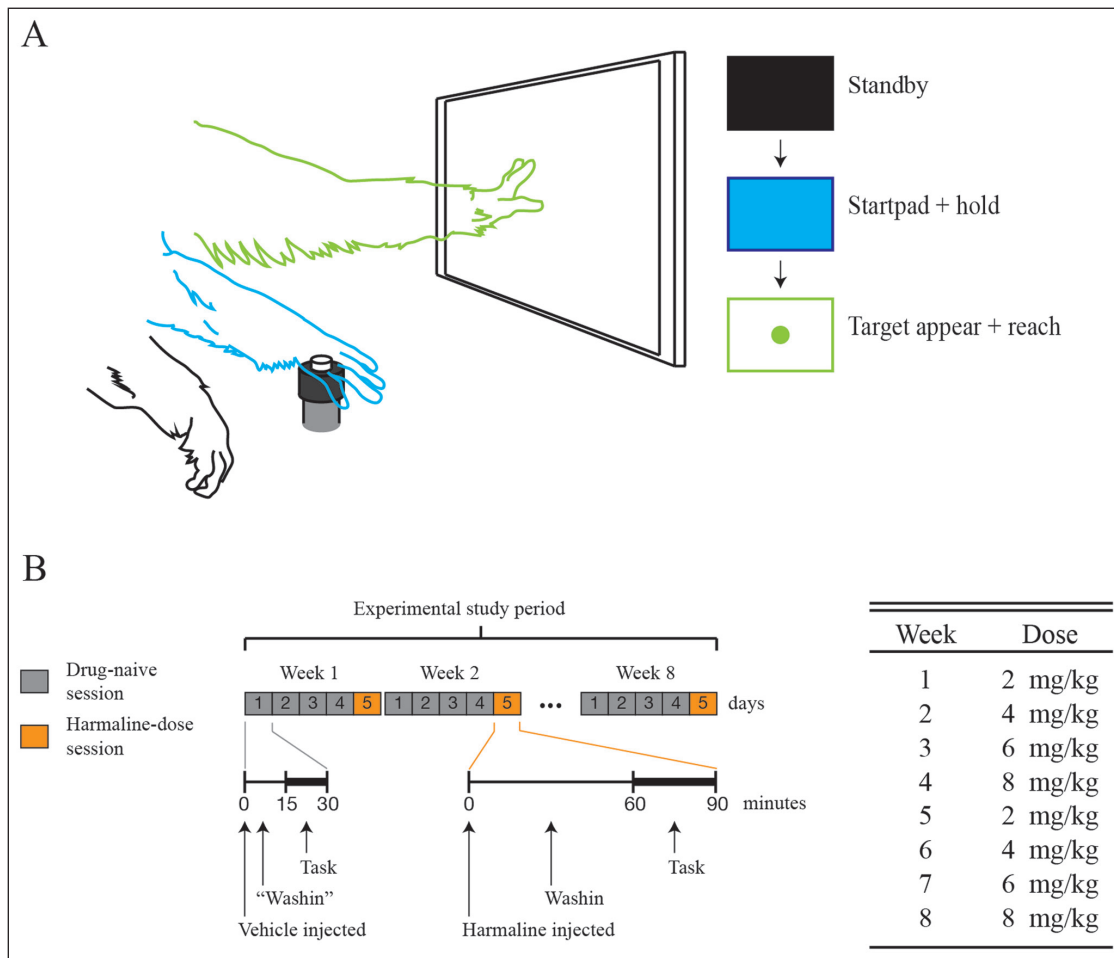 A
Standby
Startpad + hold
Target appear + reach
B
Experimental study period
Drug-naive
session
Harmaline-dose
session
Week 1 Week 2 Week 8
1 2 3 4 5 1 2 3 4 5 ••• 1 2 3 4 5 days
0 15 30 0 60 90 minutes
Task Task
“Washin” Washin
Vehicle injected Harmaline injected
Week Dose
1 2 mg/kg
2 4 mg/kg
3 6 mg/kg
4 8 mg/kg
5 2 mg/kg
6 4 mg/kg
7 6 mg/kg
8 8 mg/kg